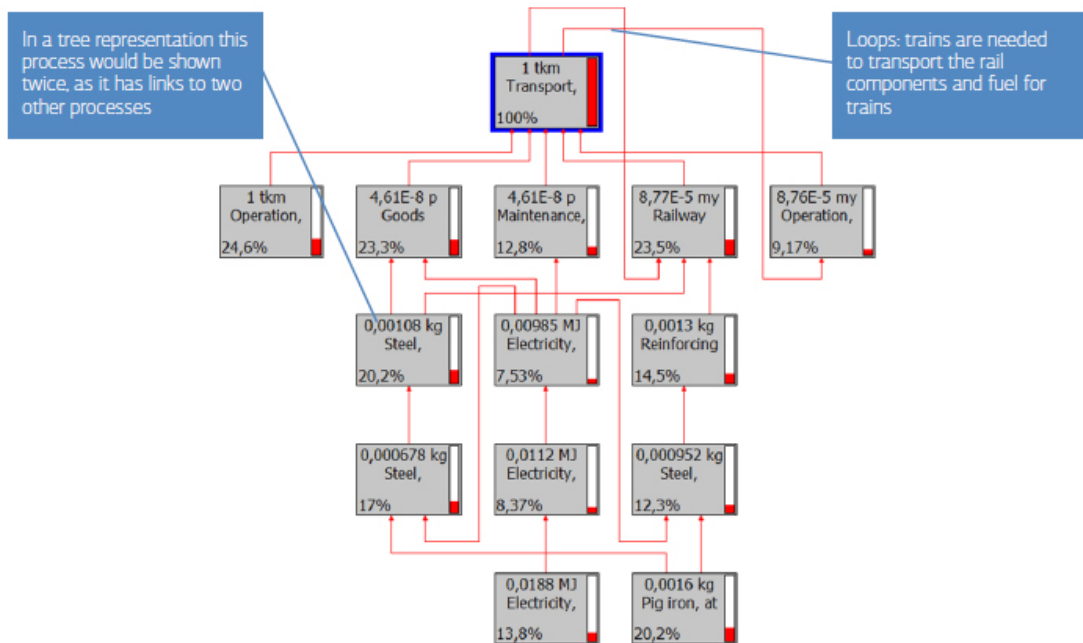 In a tree representation this
process would be shown
twice, as it has links to two
other processes
Loops: trains are needed
to transport the rail
components and fuel for
trains
1 tkm
Transport,
100%
1 tkm
Operation,
24,6%
4,61E-8 p
Goods
23,3%
4,61E-8 p
Maintenance,
12,8%
8,77E-5 my
Railway
23,5%
8,76E-5 my
Operation,
9,17%
0,00108 kg
Steel,
20,2%
0,00985 MJ
Electricity,
7,53%
0,0013 kg
Reinforcing
14,5%
0,000678 kg
Steel,
17%
0,0112 MJ
Electricity,
8,37%
0,000952 kg
Steel,
12,3%
0,0188 MJ
Electricity,
13,8%
0,0016 kg
Pig iron, at
20,2%